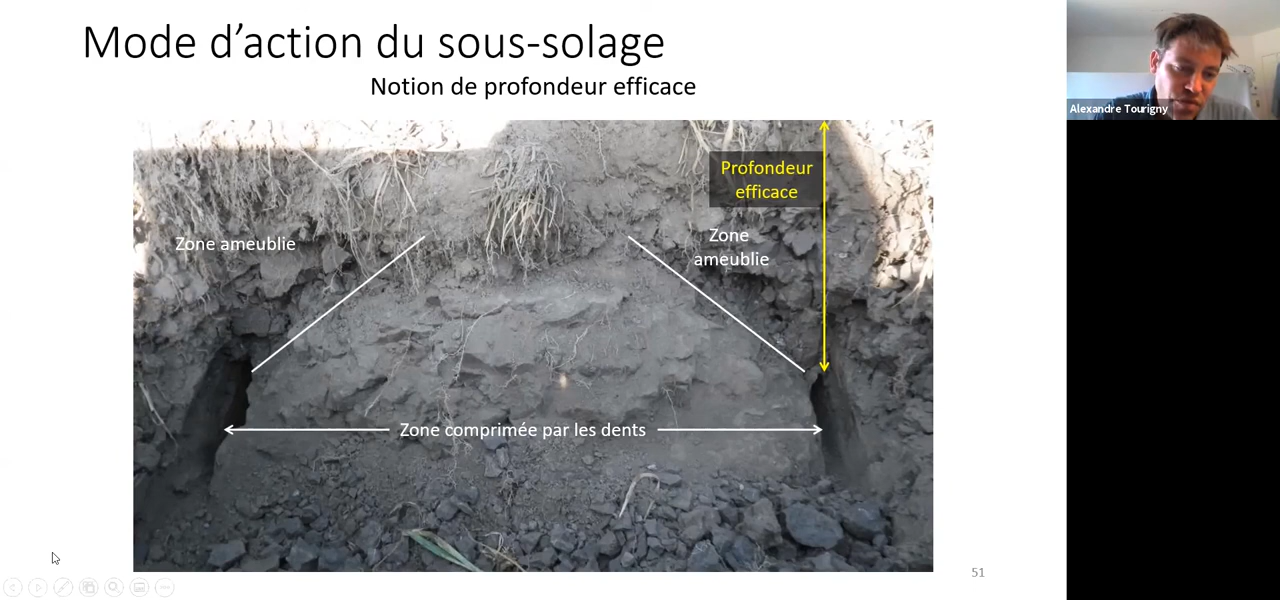 Mode d’action du sous-solage
Notion de profondeur efficace
Profondeur
efficace
Zone ameublie
Zone
ameublie
Zone comprimée par les dents
51
Alexandre Tourigny